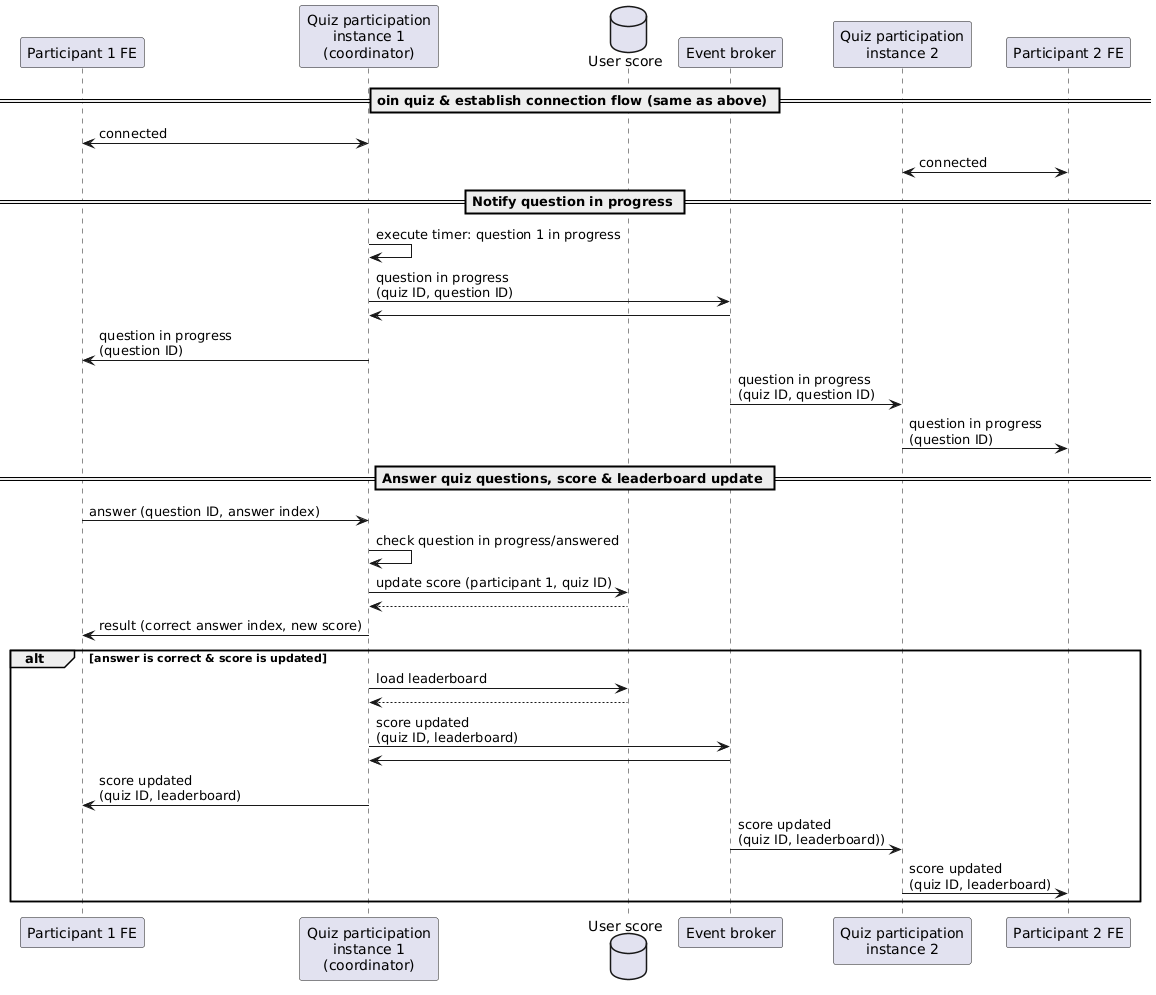 Participant 1 FE
Quiz participation
instance 1
(coordinator)
User score
Event broker
Quiz participation
instance 2
Participant 2 FE
oin quiz & establish connection flow (same as above)
connected
connected
Notify question in progress
execute timer: question 1 in progress
question in progress
(quiz ID, question ID)
question in progress
(question ID)
question in progress
(quiz ID, question ID)
question in progress
(question ID)
Answer quiz questions, score & leaderboard update
answer (question ID, answer index)
check question in progress/answered
update score (participant 1, quiz ID)
result (correct answer index, new score)
alt
[answer is correct & score is updated]
load leaderboard
score updated
(quiz ID, leaderboard)
score updated
(quiz ID, leaderboard)
score updated
(quiz ID, leaderboard))
score updated
(quiz ID, leaderboard)
Participant 1 FE
Quiz participation
instance 1
(coordinator)
User score
Event broker
Quiz participation
instance 2
Participant 2 FE